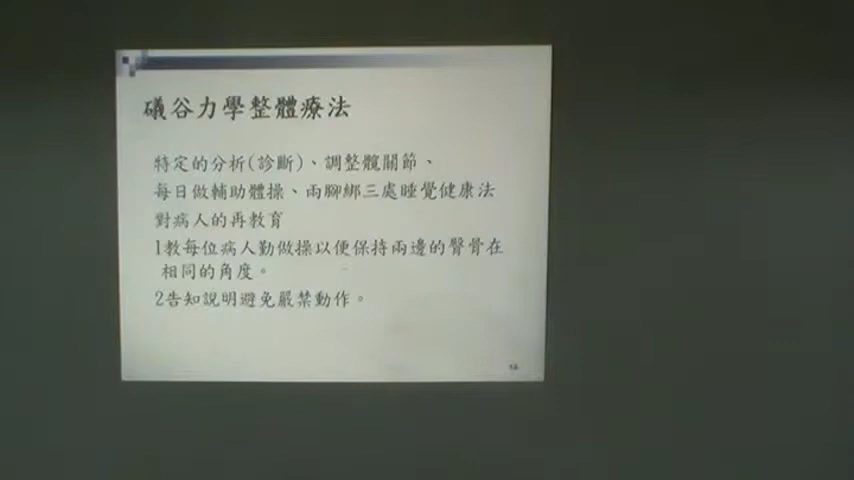 礒谷力學整體療法
特定的分析(診斷)、調整髖關節、
每日做輔助體操、兩腳綁三處睡覺健康法
對病人的再教育
1教每位病人勤做操以便保持兩邊的臀骨在
相同的角度。
2告知說明避免嚴禁動作。